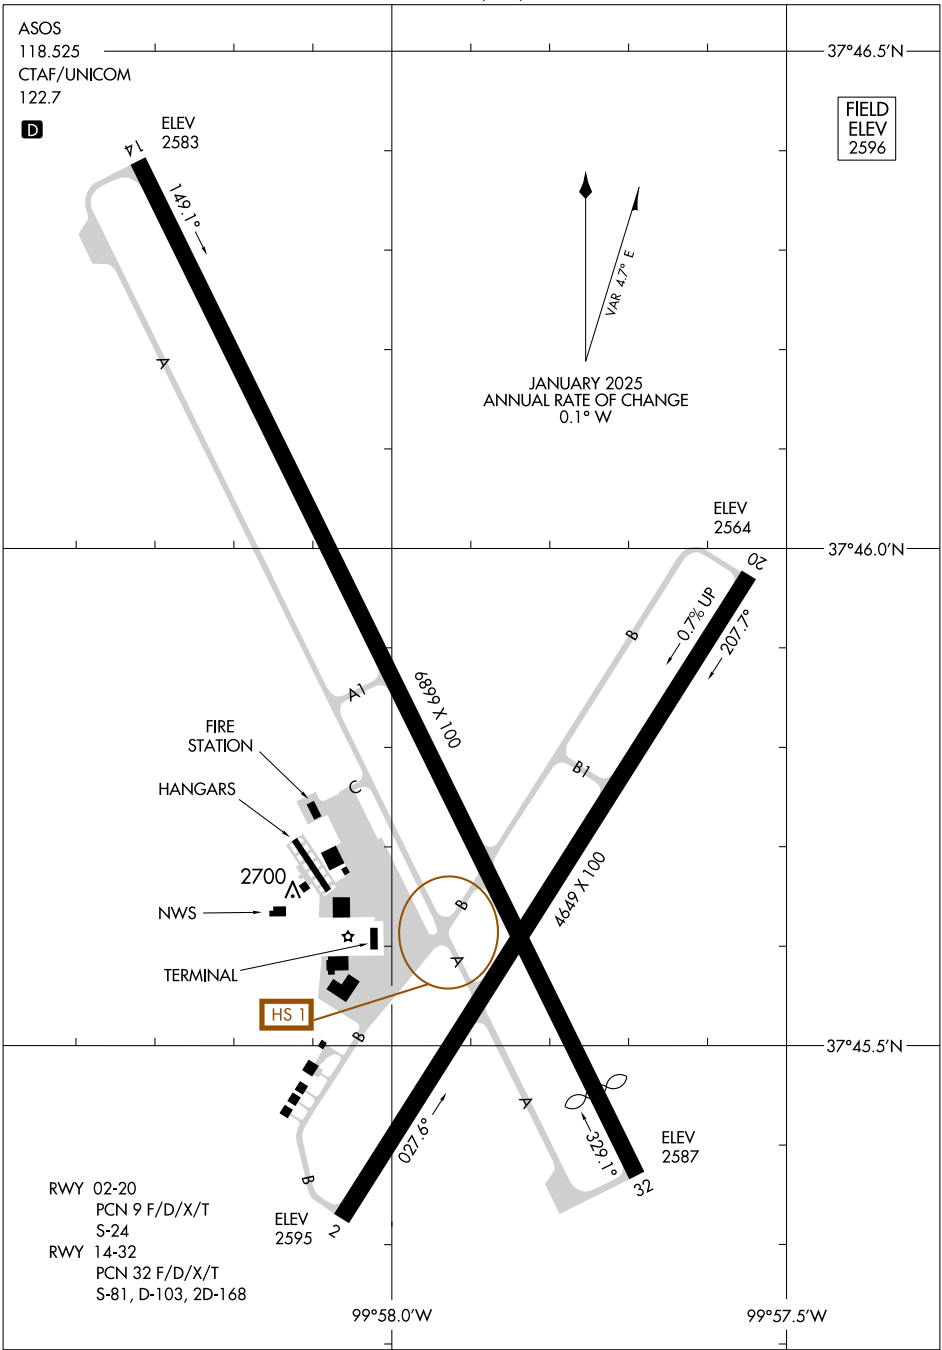 ASOS
118.525
CTAF/UNICOM
122.7
D
37°46.5'N
FIELD
ELEV
2596
ELEV
2583
14
149.1°
VAR 4.7° E
JANUARY 2025
ANNUAL RATE OF CHANGE
0.1° W
A
ELEV
2564
37°46.0'N
20
0.7% UP
207.7°
B
A1
6899 X 100
FIRE
STATION
B1
HANGARS
C
4649 X 100
2700
B
NWS
A
TERMINAL
HS 1
B
37°45.5'N
A
027.6°
329.1°
ELEV
2587
32
B
RWY 02-20
PCN 9 F/D/X/T
S-24
RWY 14-32
PCN 32 F/D/X/T
S-81, D-103, 2D-168
ELEV
2595
2
99°58.0'W
99°57.5'W